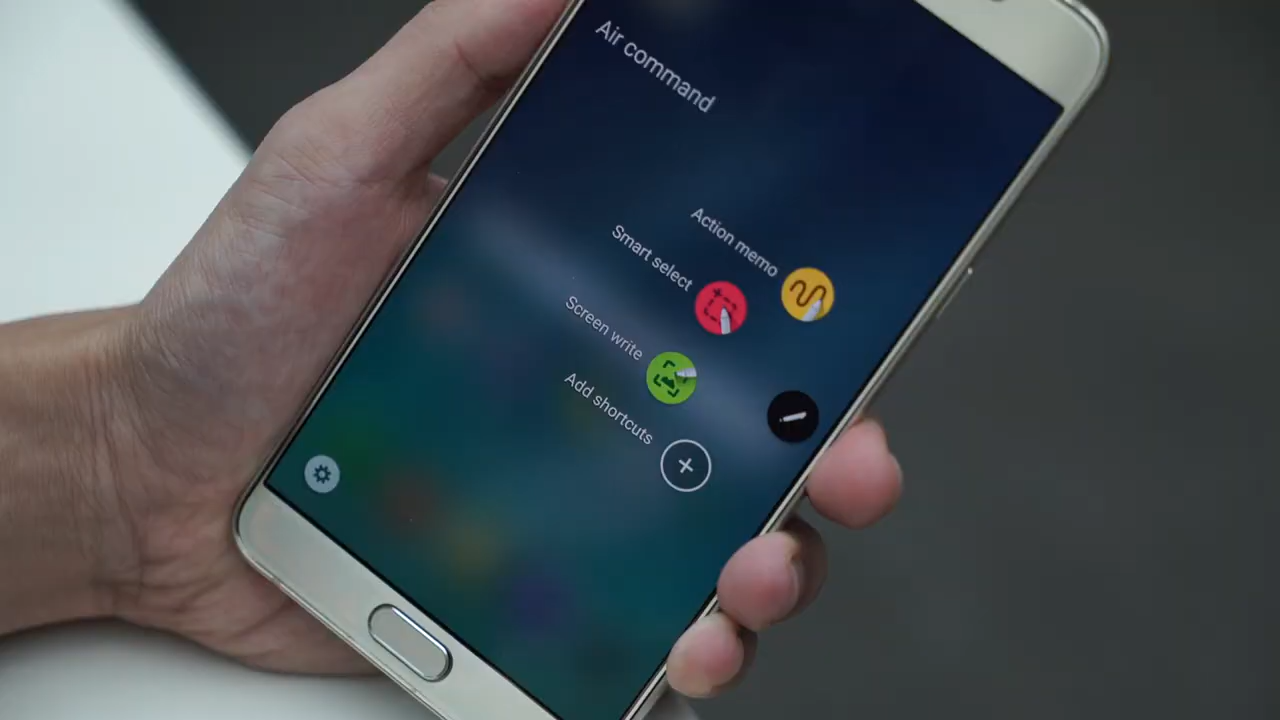 Air command
Action memo
Smart select
Screen write
Add shortcuts